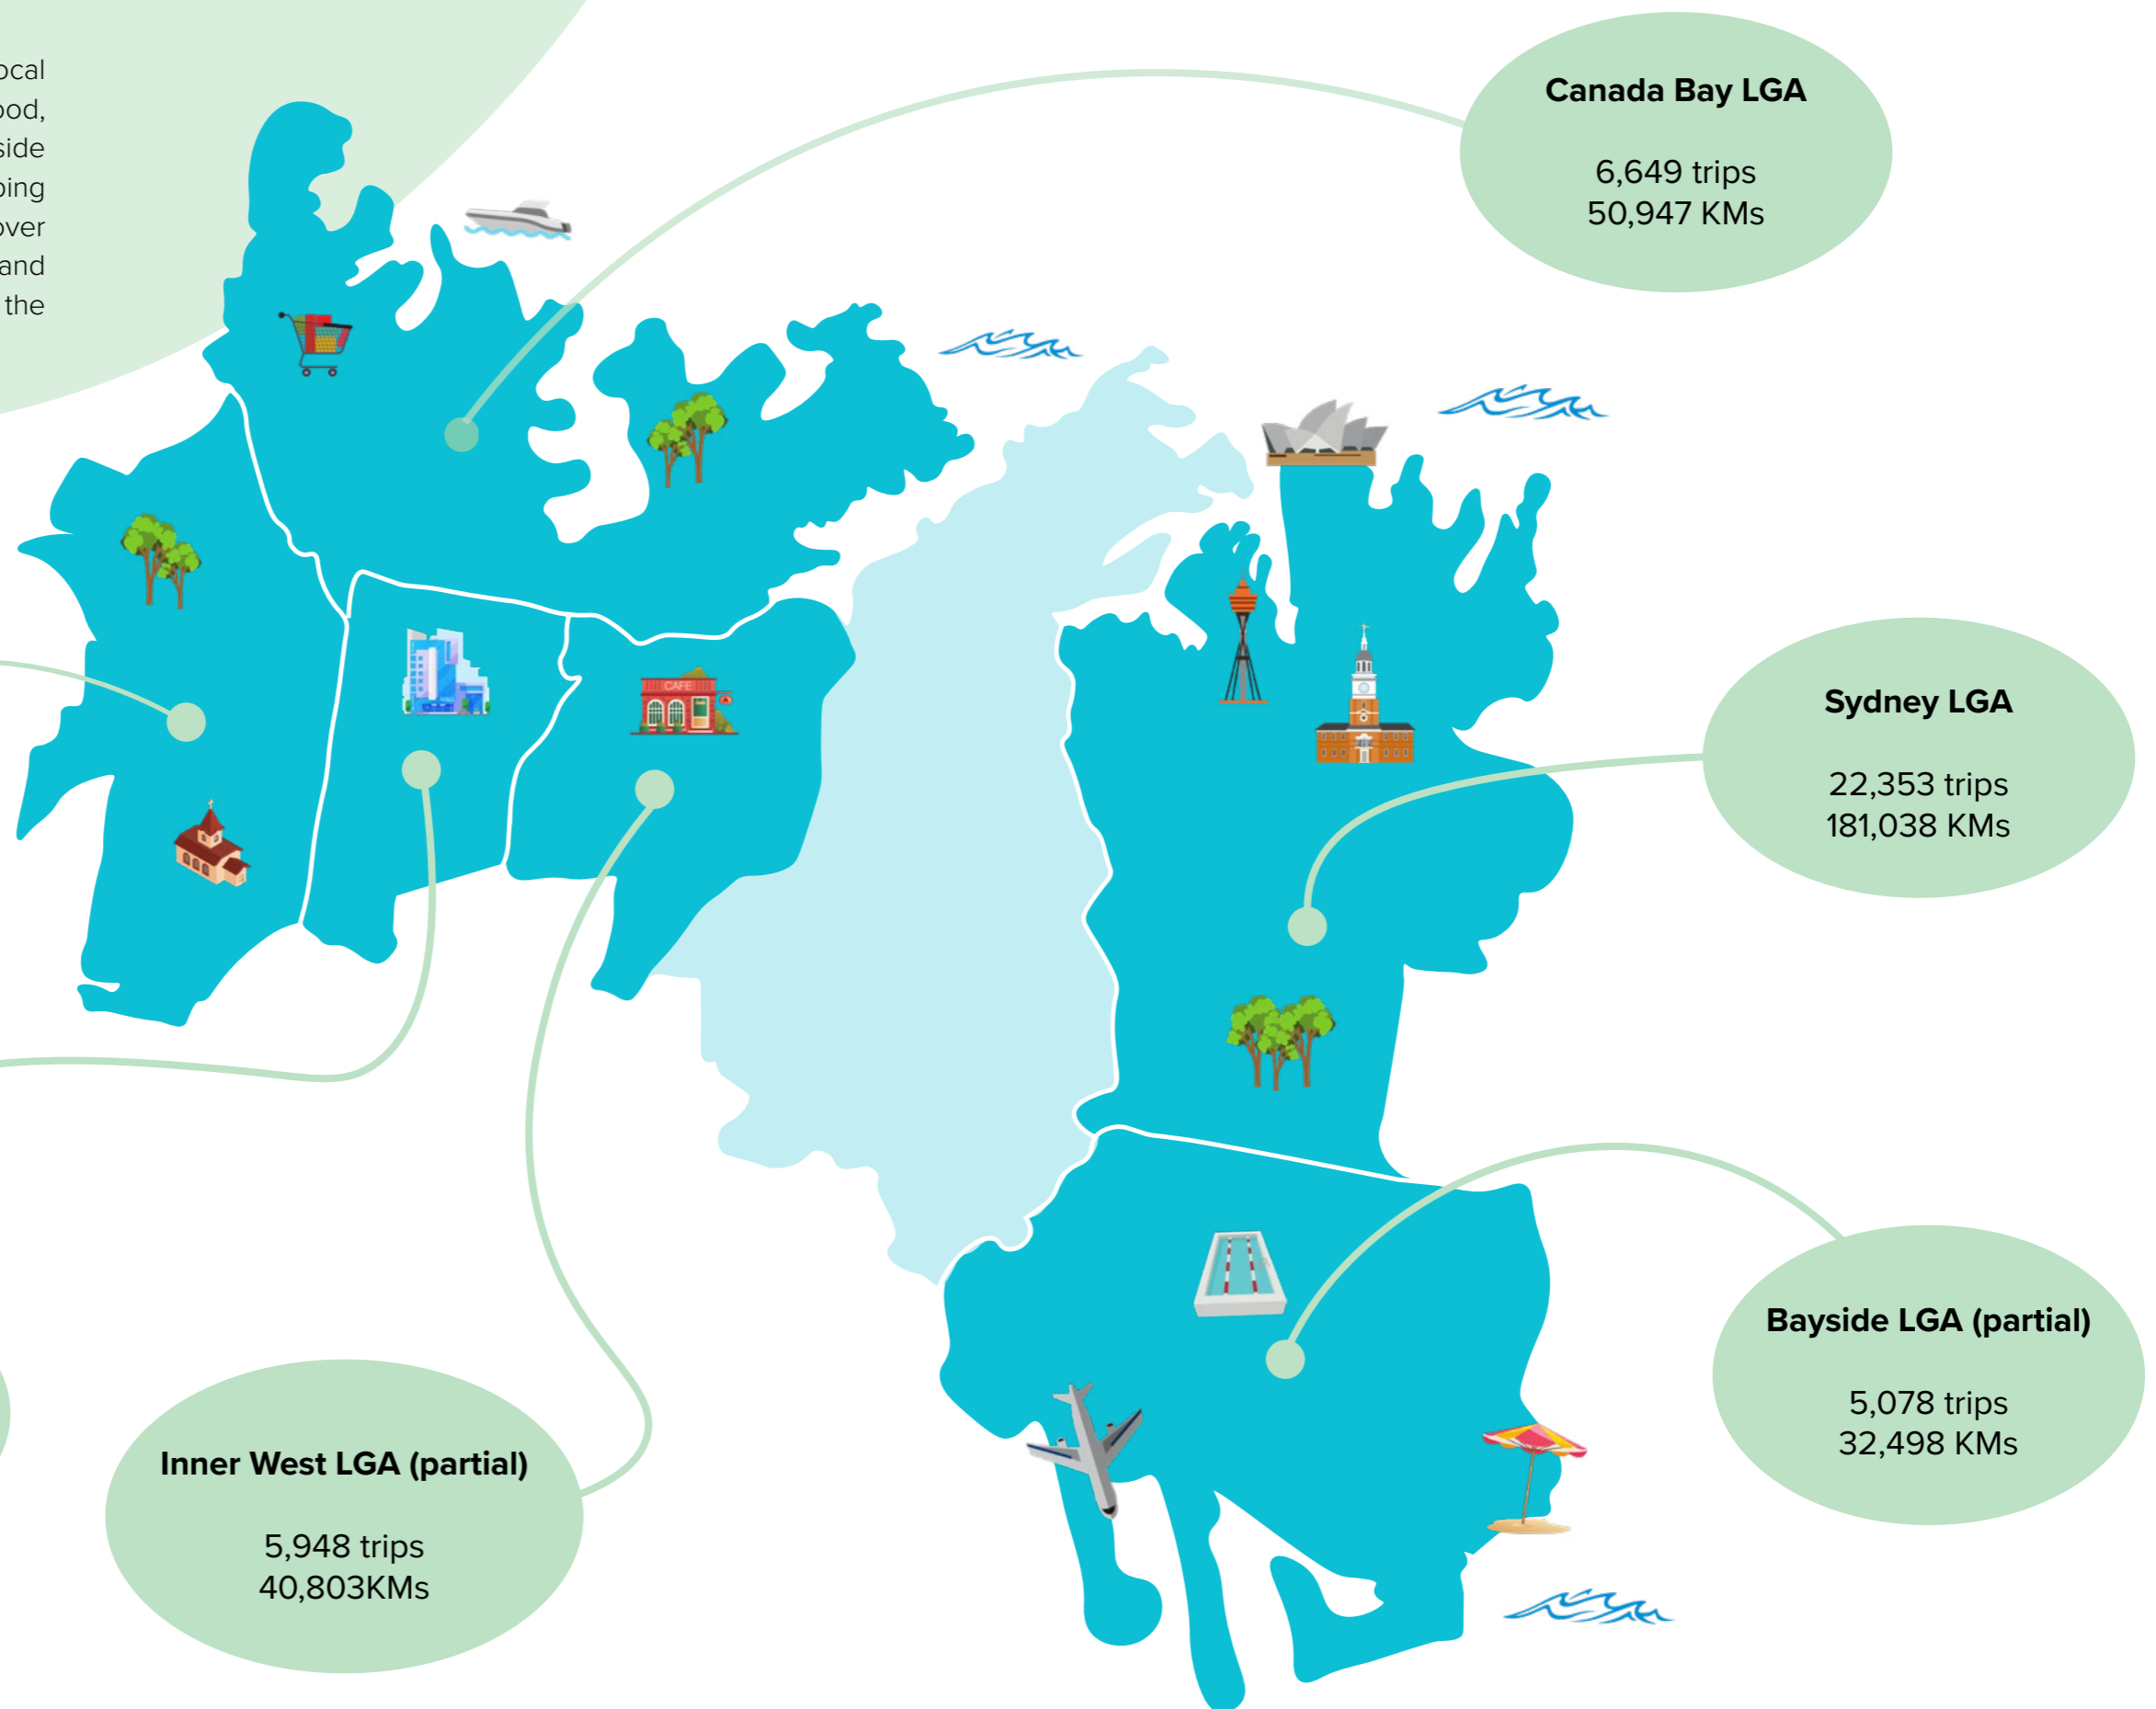 ocal
ood,
side
ping
over
and
the
Canada Bay LGA
6,649 trips
50,947 KMs
CAFE
Sydney LGA
22,353 trips
181,038 KMs
Bayside LGA (partial)
5,078 trips
32,498 KMs
Inner West LGA (partial)
5,948 trips
40,803KMs